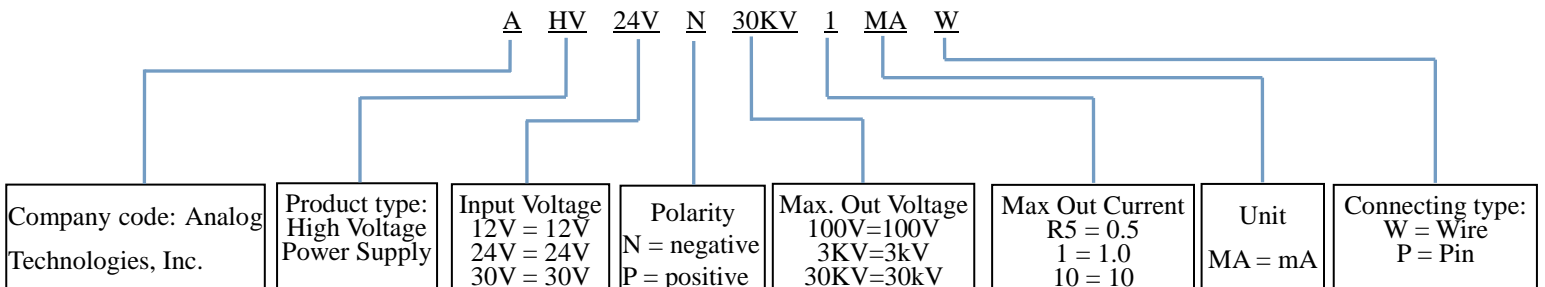 A HV 24V N 30KV 1 MA W
Company code: Analog
Technologies, Inc.
Product type:
High Voltage
Power Supply
Input Voltage
12V = 12V
24V = 24V
30V = 30V
Polarity
N = negative
P = positive
Max. Out Voltage
100V=100V
3KV=3kV
30KV=30kV
Max Out Current
R5 = 0.5
1 = 1.0
10 = 10
Unit
MA = mA
Connecting type:
W = Wire
P = Pin